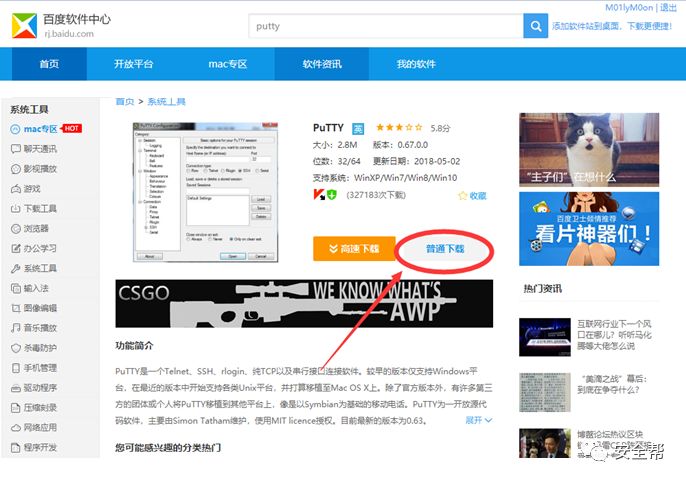 M01lyM0on | 退出
百度软件中心
rj.baidu.com
putty
添加软件站到桌面，下载更便捷！
首页 开放平台 mac专区 软件资讯 我的软件
首页 > 系统工具
系统工具
mac专区 HOT
聊天通讯
影视播放
游戏
下载工具
浏览器
办公学习
系统工具
输入法
图像编辑
音乐播放
杀毒防护
手机管理
驱动程序
压缩刻录
网络应用
程序开发
PuTTY 英 5.8分
大小：2.8M 版本：0.67.0.0
位数：32/64 更新日期：2018-05-02
支持系统：WinXP/Win7/Win8/Win10
(327183次下载) 收藏
高速下载 普通下载
CSGO WE KNOW WHAT'S AWP
功能简介
PuTTY是一个Telnet、SSH、rlogin、纯TCP以及串行接口连接软件。较早的版本仅支持Windows平
台，在最近的版本中开始支持各类Unix平台，并打算移植至Mac OS X上。除了官方版本外，有许多第三
方的团体或个人将PuTTY移植到其他平台上，像是以Symbian为基础的移动电话。PuTTY为一开放源代
码软件，主要由Simon Tatham维护，使用MIT licence授权。目前最新的版本为0.63。
展开
您可能感兴趣的分类热门
“主子们”在想什么
百度卫士倾情推荐
看片神器们！
热门资讯
互联网行业下一个风
口在哪儿？听听马化
腾等大佬怎么说
“美滴之战”幕后：
到底在争夺什么？
博鳌论坛热议区块
安全帮